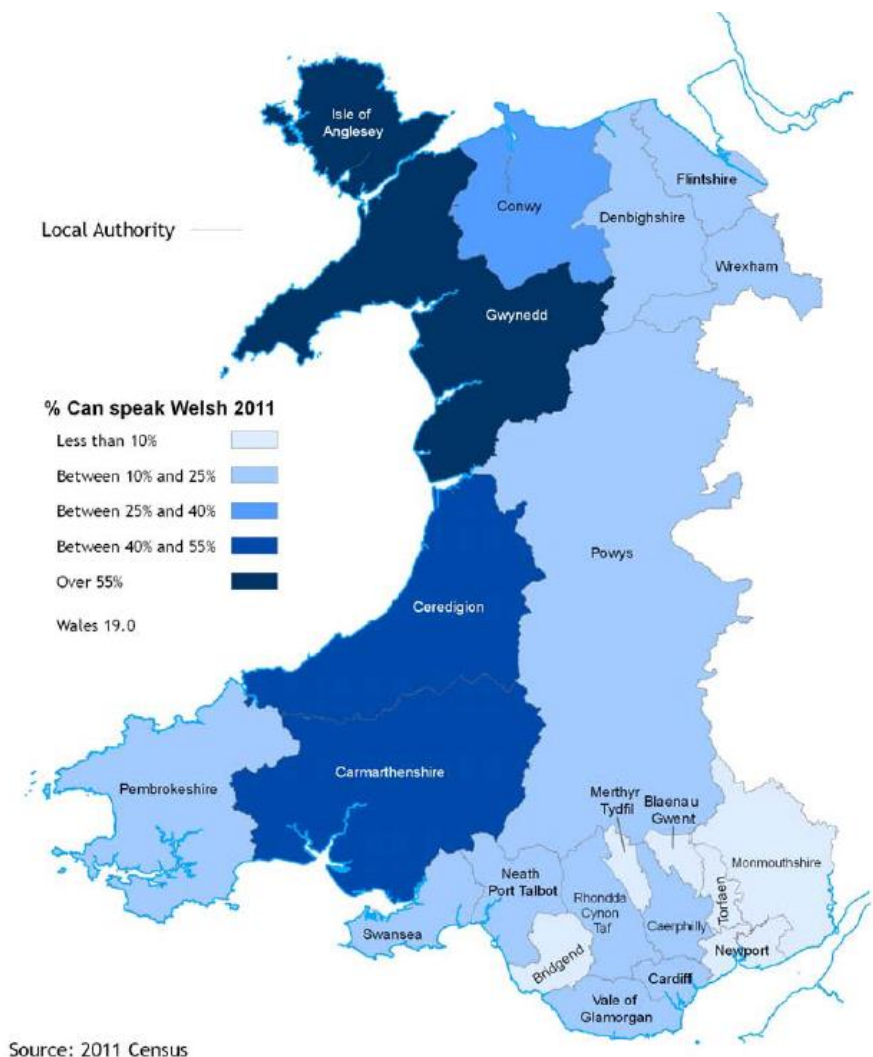 Isle of
Anglesey
Flintshire
Conwy
Denbighshire
Local Authority
Wrexham
Gwynedd
% Can speak Welsh 2011
Less than 10%
Between 10% and 25%
Between 25% and 40%
Between 40% and 55%
Over 55%
Wales 19.0
Powys
Ceredigion
Carmarthenshire
Pembrokeshire
Merthyr
Tydfil
Blaenau
Gwent
Monmouthshire
Neath
Port Talbot
Rhondda
Cynon
Taf
Torfaen
Caerphilly
Swansea
Newport
Bridgend
Cardiff
Vale of
Glamorgan
Source: 2011 Census